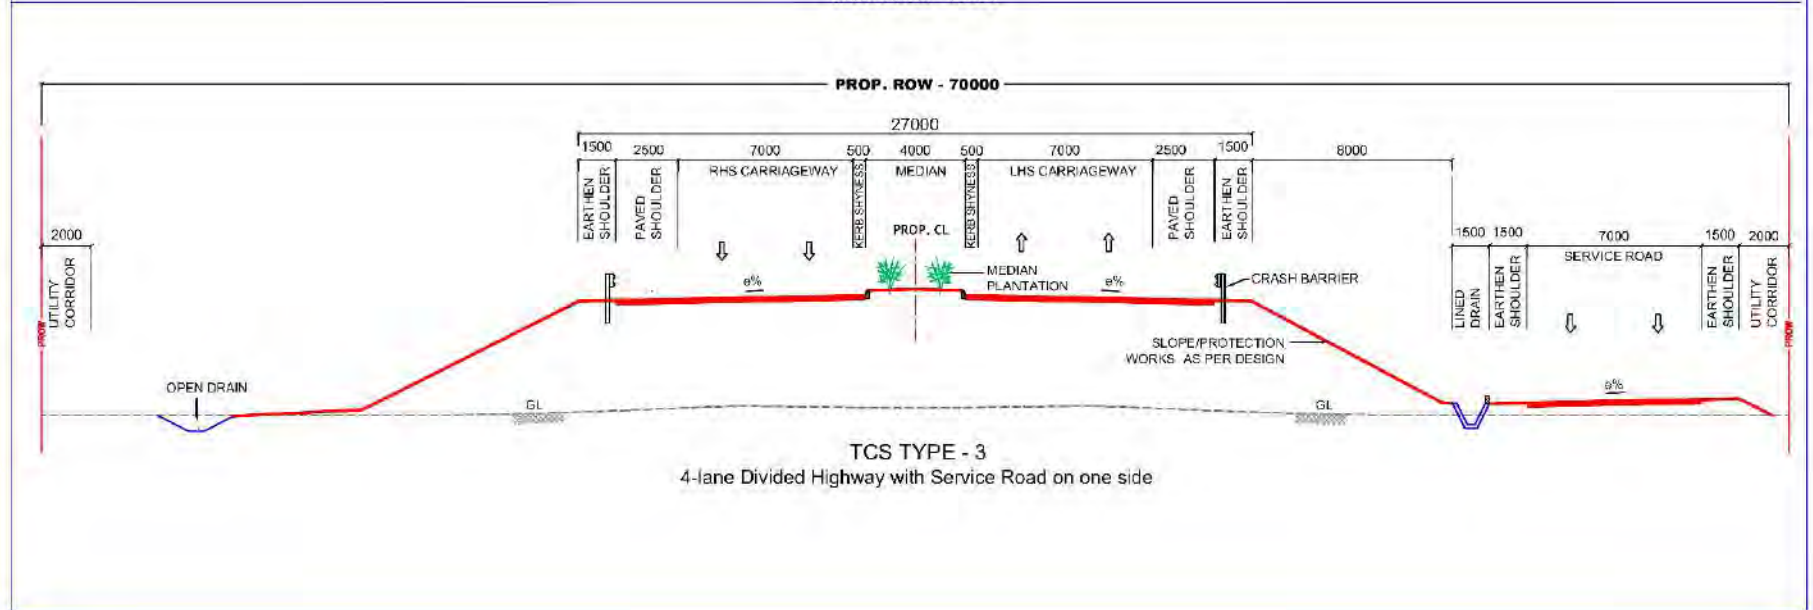 PROP. ROW - 70000
27000
1500 2500 7000 500 4000 500 7000 2500 1500 8000
EARTHEN
SHOULDER
PAVED
SHOULDER
RHS CARRIAGEWAY
KERB SHYNESS
MEDIAN
KERB SHYNESS
LHS CARRIAGEWAY
PAVED
SHOULDER
EARTHEN
SHOULDER
PROP. CL
2000
UTILITY
CORRIDOR
PROW
1500 1500 7000 1500 2000
LINED
DRAIN
EARTHEN
SHOULDER
SERVICE ROAD
EARTHEN
SHOULDER
UTILITY
CORRIDOR
PROW
MEDIAN
PLANTATION
e%
e%
CRASH BARRIER
SLOPE/PROTECTION
WORKS AS PER DESIGN
OPEN DRAIN
e%
GL
GL
TCS TYPE - 3
4-lane Divided Highway with Service Road on one side